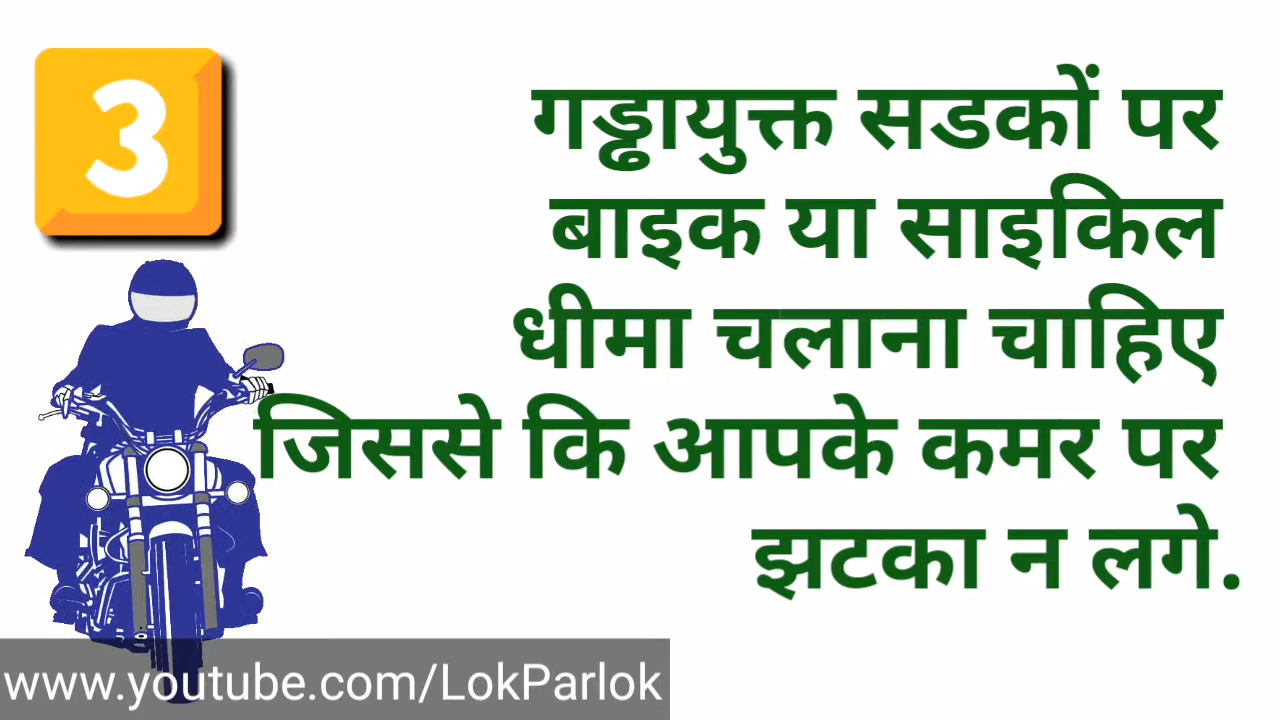 3
गड्ढायुक्त सडकों पर
बाइक या साइकिल
धीमा चलाना चाहिए
जिससे कि आपके कमर पर
झटका न लगे.
www.youtube.com/LokParlok